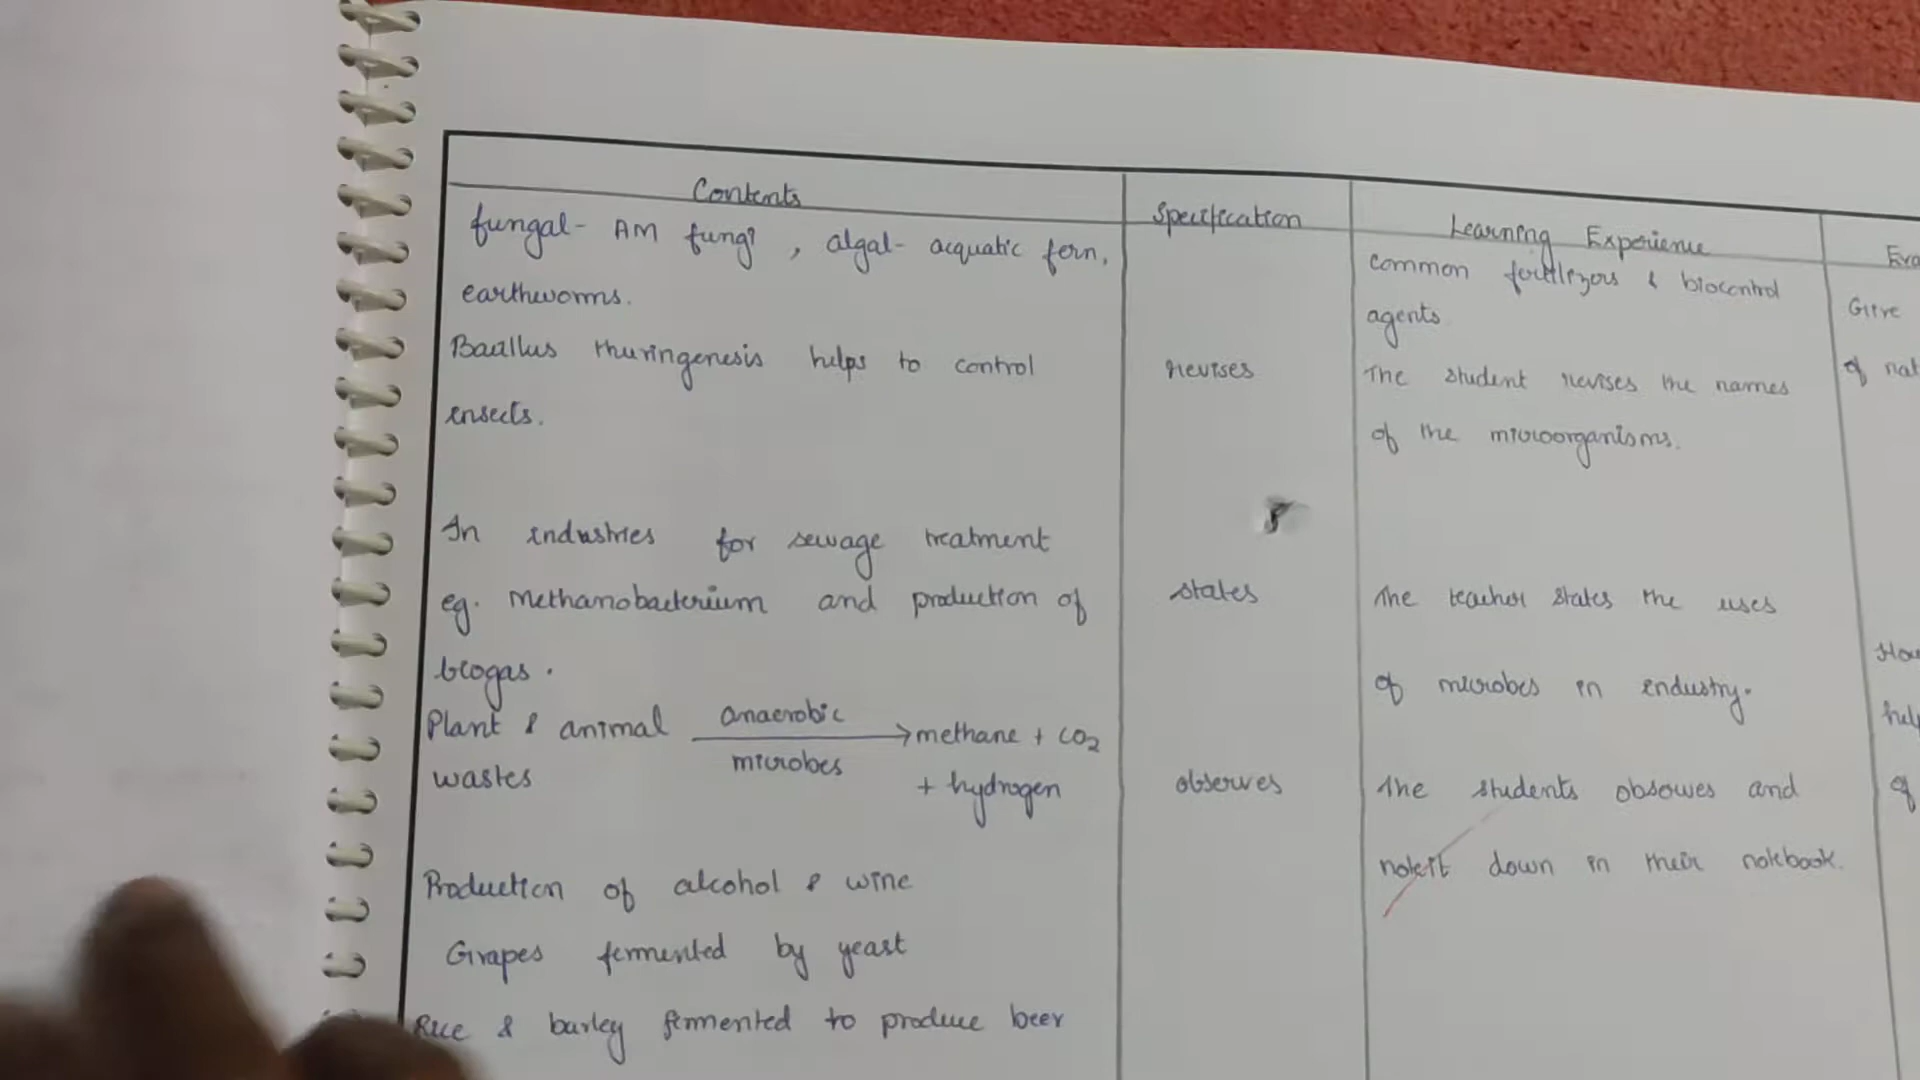 Contents
fungal- AM fungi, algal- acquatic fern,
earthworms.
Bacillus thuringenesis helps to control
insects.
In industries for sewage treatment
eg. Methanobacterium and production of
biogas.
Plant & animal anaerobic → methane + CO2
wastes microbes + hydrogen
Production of alcohol & wine
Grapes fermented by yeast
Rice & barley fermented to produce beer
Specification
revises
states
observes
Learning Experience
common fertilizers & biocontrol
agents
The student revises the names
of the microorganisms.
The teacher states the uses
of microbes in industry.
The students observes and
note it down in their notebook.
Give
of
of